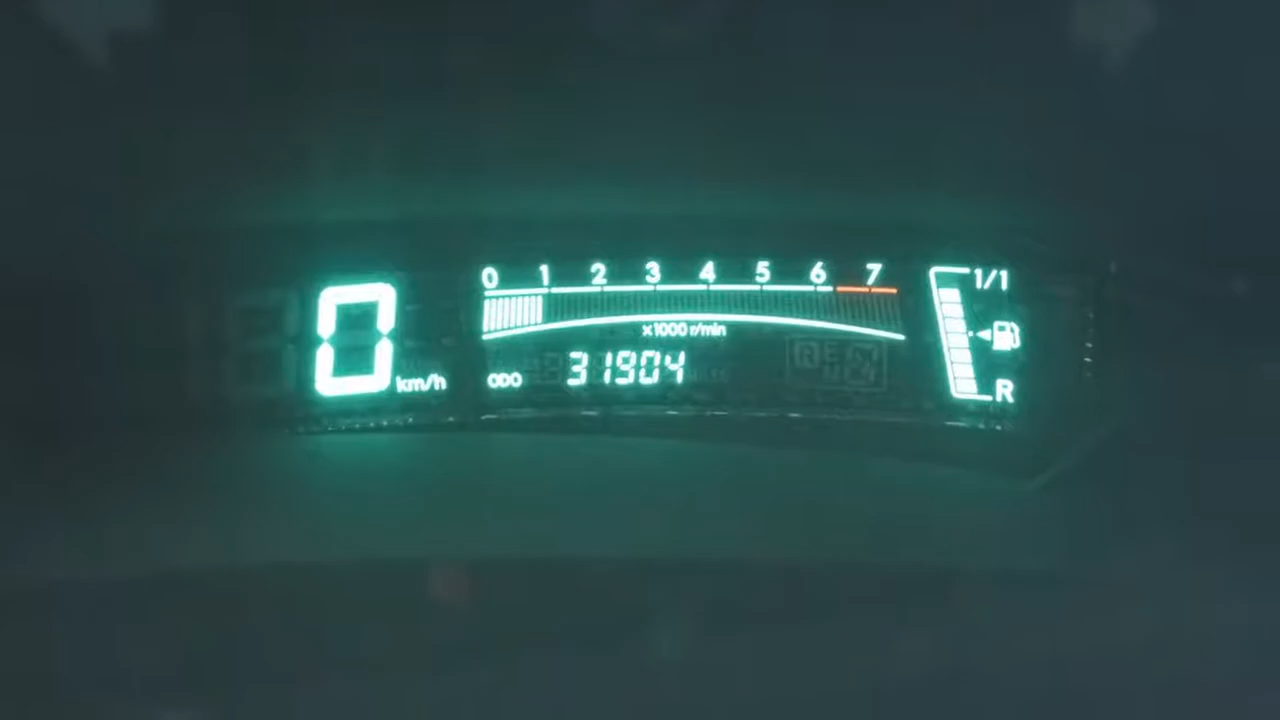 0 1 2 3 4 5 6 7
x1000 r/min
0 km/h
ODO 31904
1/1
R